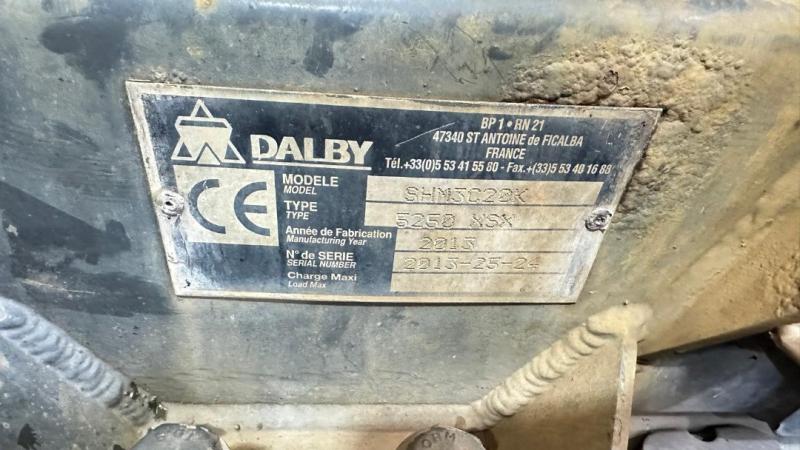 BP 1 • RN 21
47340 ST ANTOINE de FICALBA
FRANCE
Tél.+33(0)5 53 41 55 80 - Fax.+(33)5 53 40 16 88
DALBY
CE
MODELE SHM3C20K
MODEL
TYPE 5250 NSX
TYPE
Année de Fabrication 2013
Manufacturing Year
N° de SERIE 2013-25-24
SERIAL NUMBER
Charge Maxi
Load Max